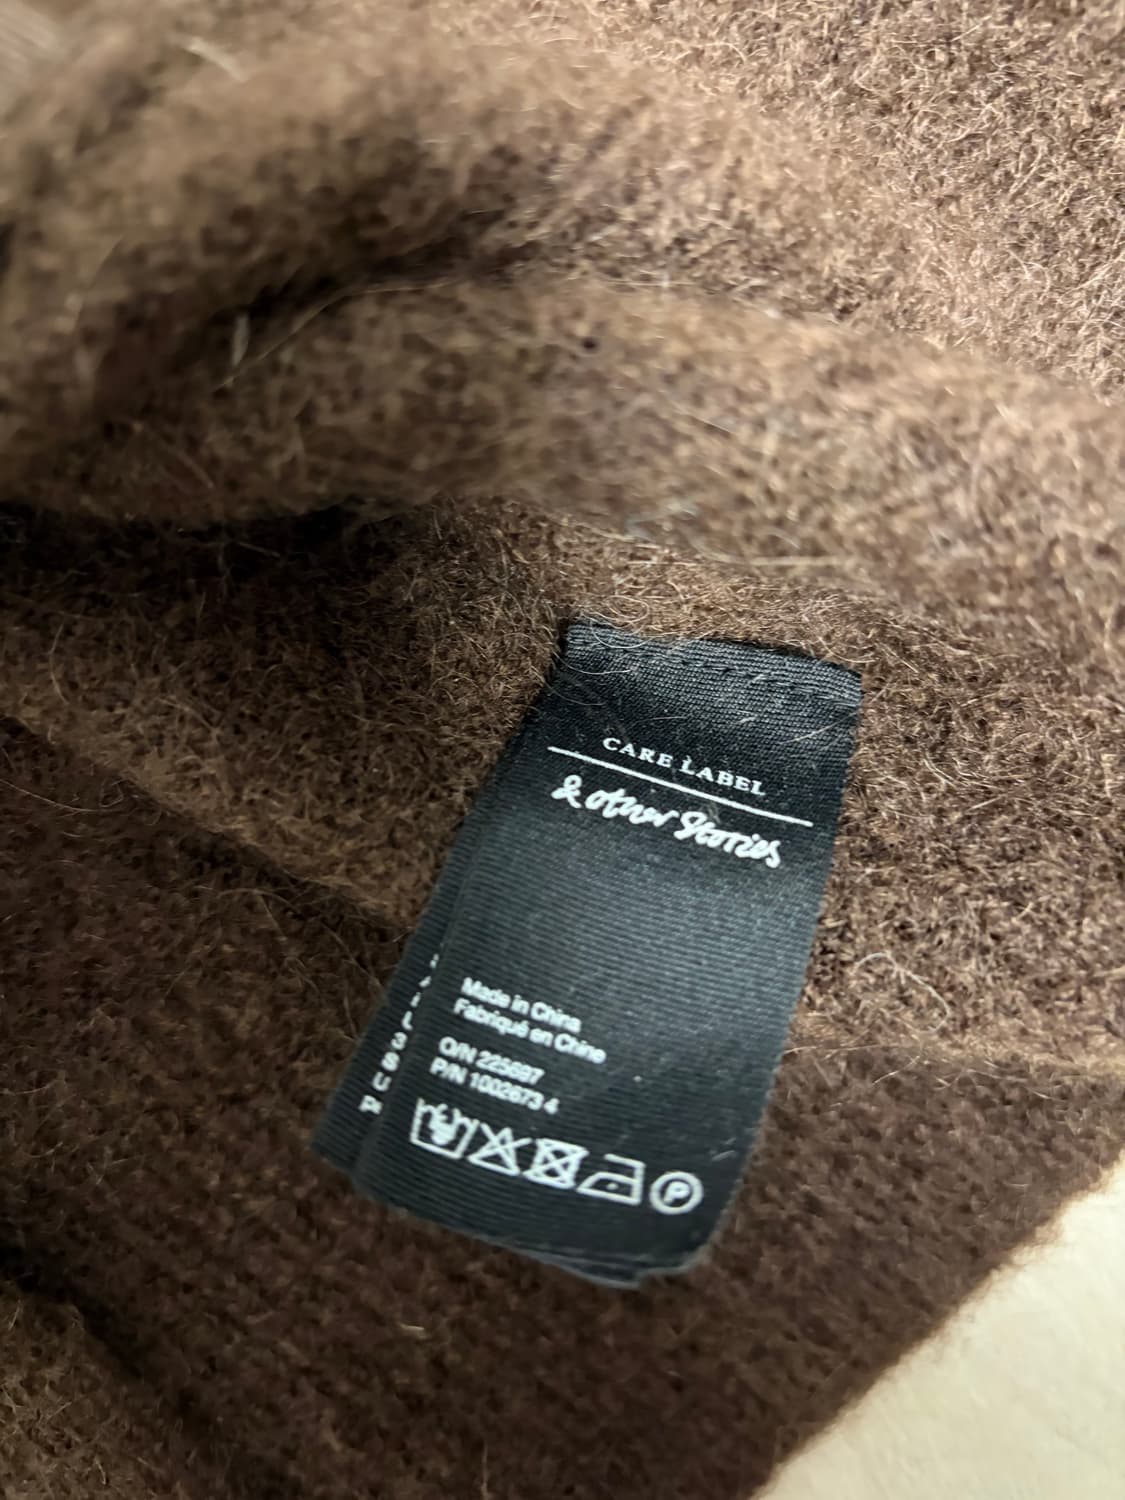 CARE LABEL
& other Stories
Made in China
Fabriqué en Chine
O/N 225697
P/N 1002673 4
P